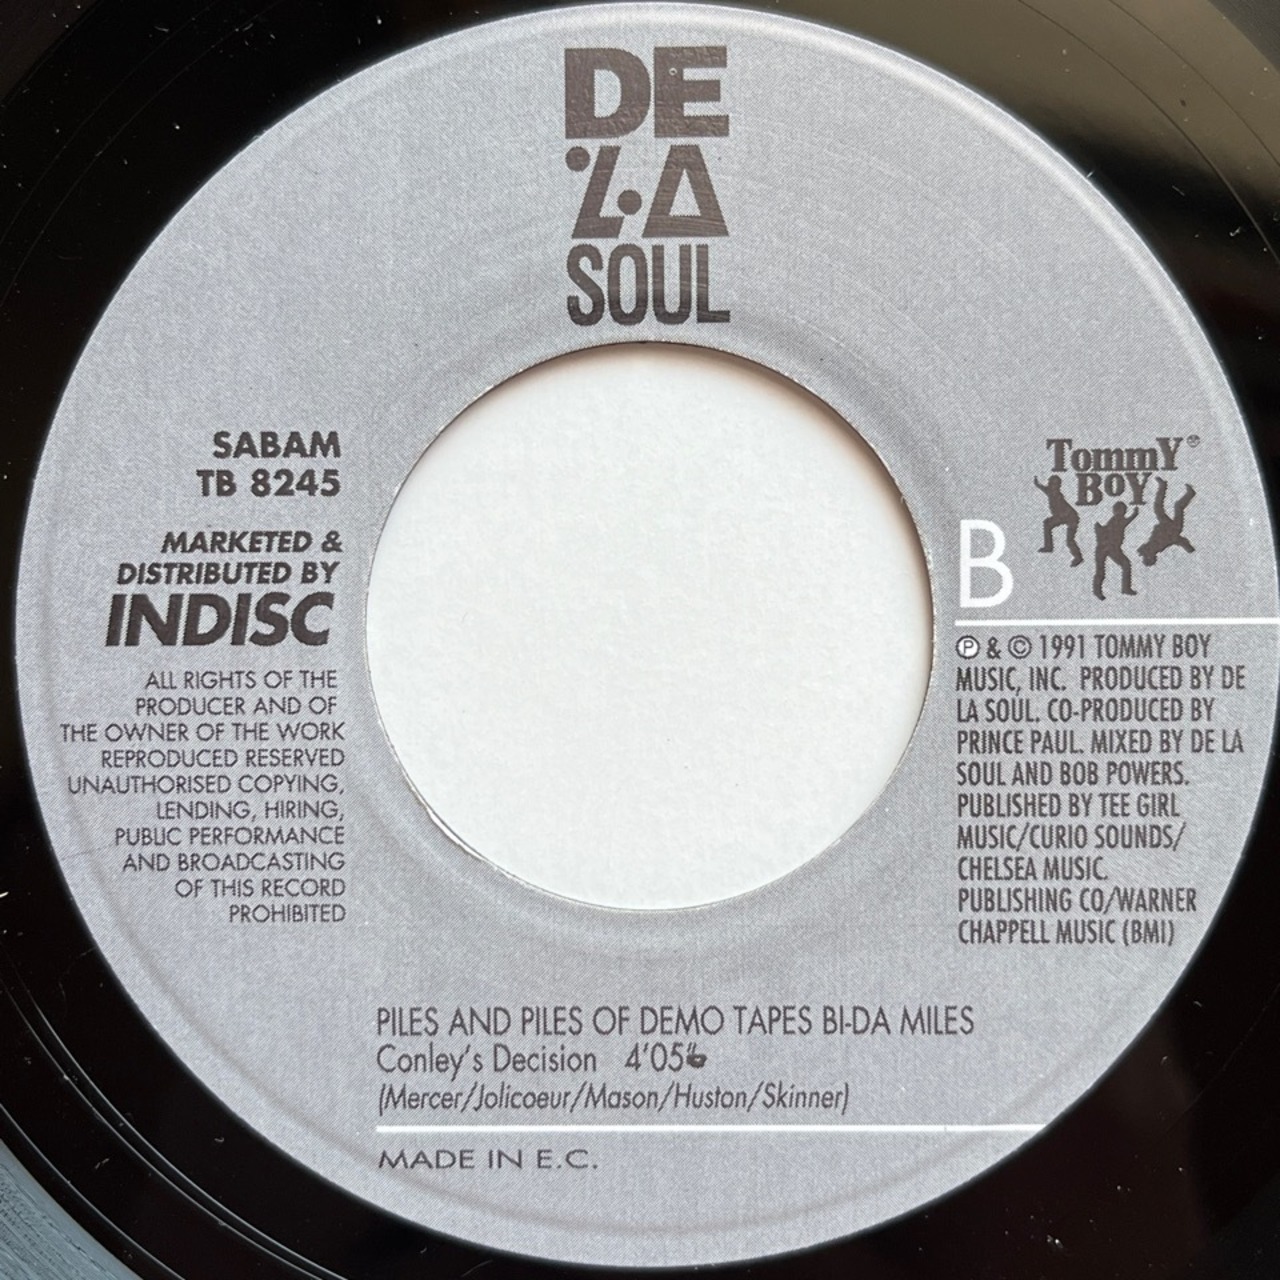 DE
LA
SOUL
SABAM
TB 8245
MARKETED &
DISTRIBUTED BY
INDISC
ALL RIGHTS OF THE
PRODUCER AND OF
THE OWNER OF THE WORK
REPRODUCED RESERVED
UNAUTHORISED COPYING,
LENDING, HIRING,
PUBLIC PERFORMANCE
AND BROADCASTING
OF THIS RECORD
PROHIBITED
TommY®
BoY
B
℗ & © 1991 TOMMY BOY
MUSIC, INC. PRODUCED BY DE
LA SOUL. CO-PRODUCED BY
PRINCE PAUL. MIXED BY DE LA
SOUL AND BOB POWERS.
PUBLISHED BY TEE GIRL
MUSIC/CURIO SOUNDS/
CHELSEA MUSIC.
PUBLISHING CO/WARNER
CHAPPELL MUSIC (BMI)
PILES AND PILES OF DEMO TAPES BI-DA MILES
Conley's Decision 4'05"
(Mercer/Jolicoeur/Mason/Huston/Skinner)
MADE IN E.C.